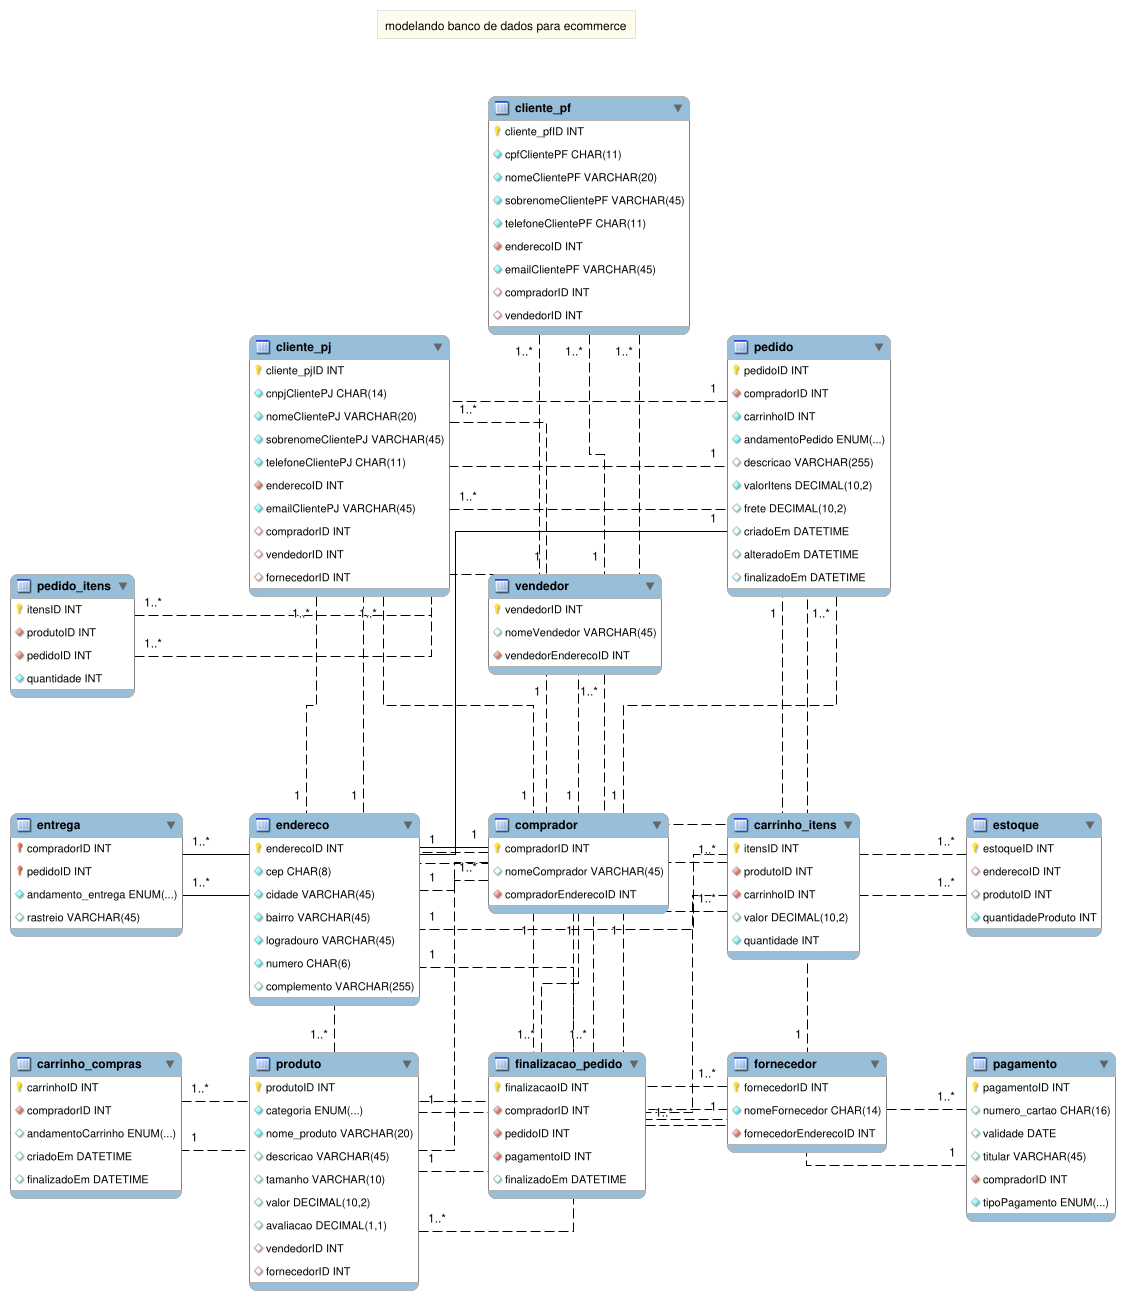 modelando banco de dados para ecommerce
cliente_pf
cliente_pfID INT
cpfClientePF CHAR(11)
nomeClientePF VARCHAR(20)
sobrenomeClientePF VARCHAR(45)
telefoneClientePF CHAR(11)
enderecoID INT
emailClientePF VARCHAR(45)
compradorID INT
vendedorID INT
1..* 1..* 1..*
cliente_pj
cliente_pjID INT
cnpjClientePJ CHAR(14)
nomeClientePJ VARCHAR(20)
sobrenomeClientePJ VARCHAR(45)
telefoneClientePJ CHAR(11)
enderecoID INT
emailClientePJ VARCHAR(45)
compradorID INT
vendedorID INT
fornecedorID INT
1
1..*
1
1..*
1
1 1
pedido
pedidoID INT
compradorID INT
carrinhoID INT
andamentoPedido ENUM(...)
descricao VARCHAR(255)
valorItens DECIMAL(10,2)
frete DECIMAL(10,2)
criadoEm DATETIME
alteradoEm DATETIME
finalizadoEm DATETIME
pedido_itens
itensID INT
produtoID INT
pedidoID INT
quantidade INT
1..*
1..*
1..* 1..*
vendedor
vendedorID INT
nomeVendedor VARCHAR(45)
vendedorEnderecoID INT
1 1..*
1 1..*
1 1 1 1 1
entrega
compradorID INT
pedidoID INT
andamento_entrega ENUM(...)
rastreio VARCHAR(45)
1..*
1..*
endereco
enderecoID INT
cep CHAR(8)
cidade VARCHAR(45)
bairro VARCHAR(45)
logradouro VARCHAR(45)
numero CHAR(6)
complemento VARCHAR(255)
1 1
1..*
1
1
1
1..*
comprador
compradorID INT
nomeComprador VARCHAR(45)
compradorEnderecoID INT
1 1 1
1..*
1..*
carrinho_itens
itensID INT
produtoID INT
carrinhoID INT
valor DECIMAL(10,2)
quantidade INT
1..*
1..*
1
estoque
estoqueID INT
enderecoID INT
produtoID INT
quantidadeProduto INT
carrinho_compras
carrinhoID INT
compradorID INT
andamentoCarrinho ENUM(...)
criadoEm DATETIME
finalizadoEm DATETIME
1..*
1
produto
produtoID INT
categoria ENUM(...)
nome_produto VARCHAR(20)
descricao VARCHAR(45)
tamanho VARCHAR(10)
valor DECIMAL(10,2)
avaliacao DECIMAL(1,1)
vendedorID INT
fornecedorID INT
1
1
1..*
1..* 1..*
finalizacao_pedido
finalizacaoID INT
compradorID INT
pedidoID INT
pagamentoID INT
finalizadoEm DATETIME
1..*
1
1..*
fornecedor
fornecedorID INT
nomeFornecedor CHAR(14)
fornecedorEnderecoID INT
1..*
1
pagamento
pagamentoID INT
numero_cartao CHAR(16)
validade DATE
titular VARCHAR(45)
compradorID INT
tipoPagamento ENUM(...)